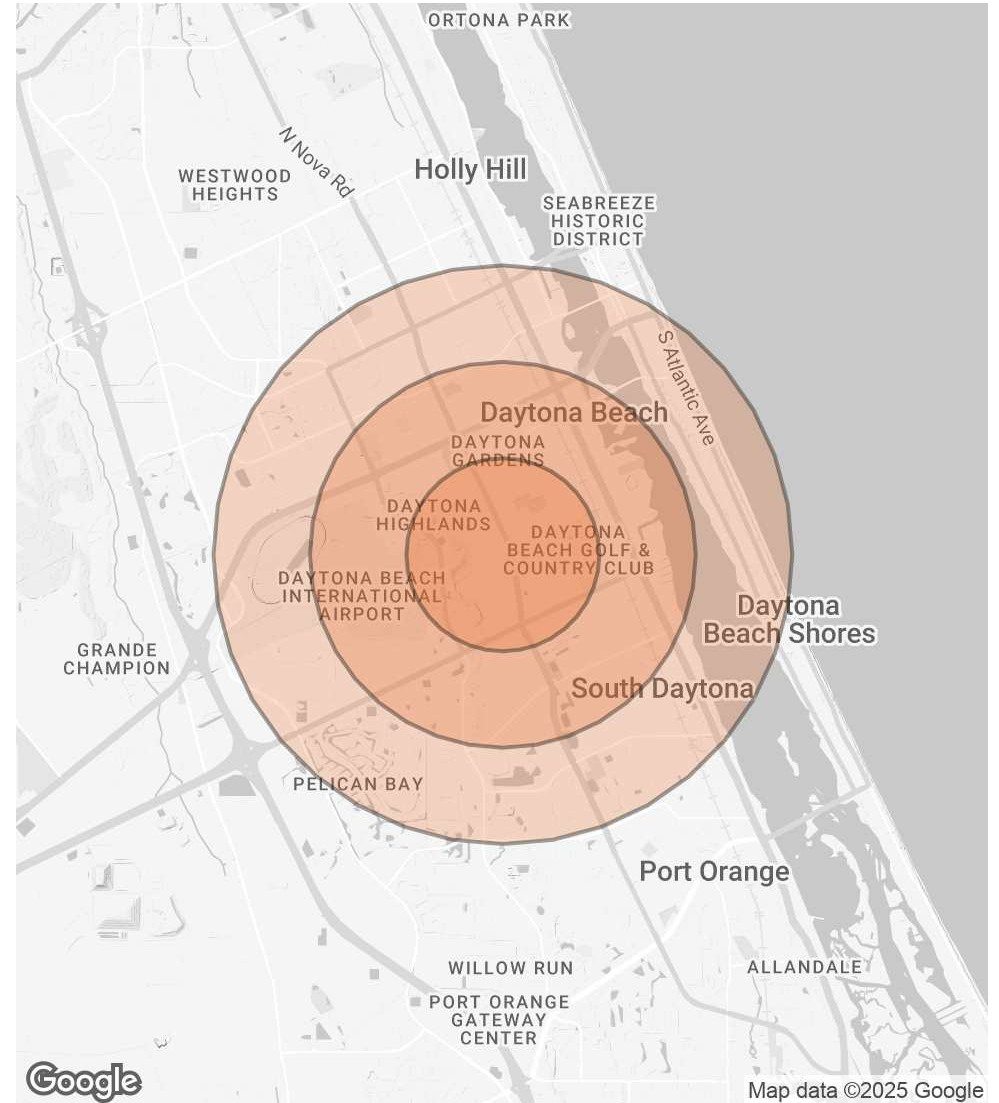 ORTONA PARK
N Nova Rd
Holly Hill
WESTWOOD
HEIGHTS
SEABREEZE
HISTORIC
DISTRICT
S Atlantic Ave
Daytona Beach
DAYTONA
GARDENS
DAYTONA
HIGHLANDS
DAYTONA
BEACH GOLF &
COUNTRY CLUB
DAYTONA BEACH
INTERNATIONAL
AIRPORT
Daytona
Beach Shores
GRANDE
CHAMPION
South Daytona
PELICAN BAY
Port Orange
WILLOW RUN
ALLANDALE
PORT ORANGE
GATEWAY
CENTER
Google
Map data ©2025 Google